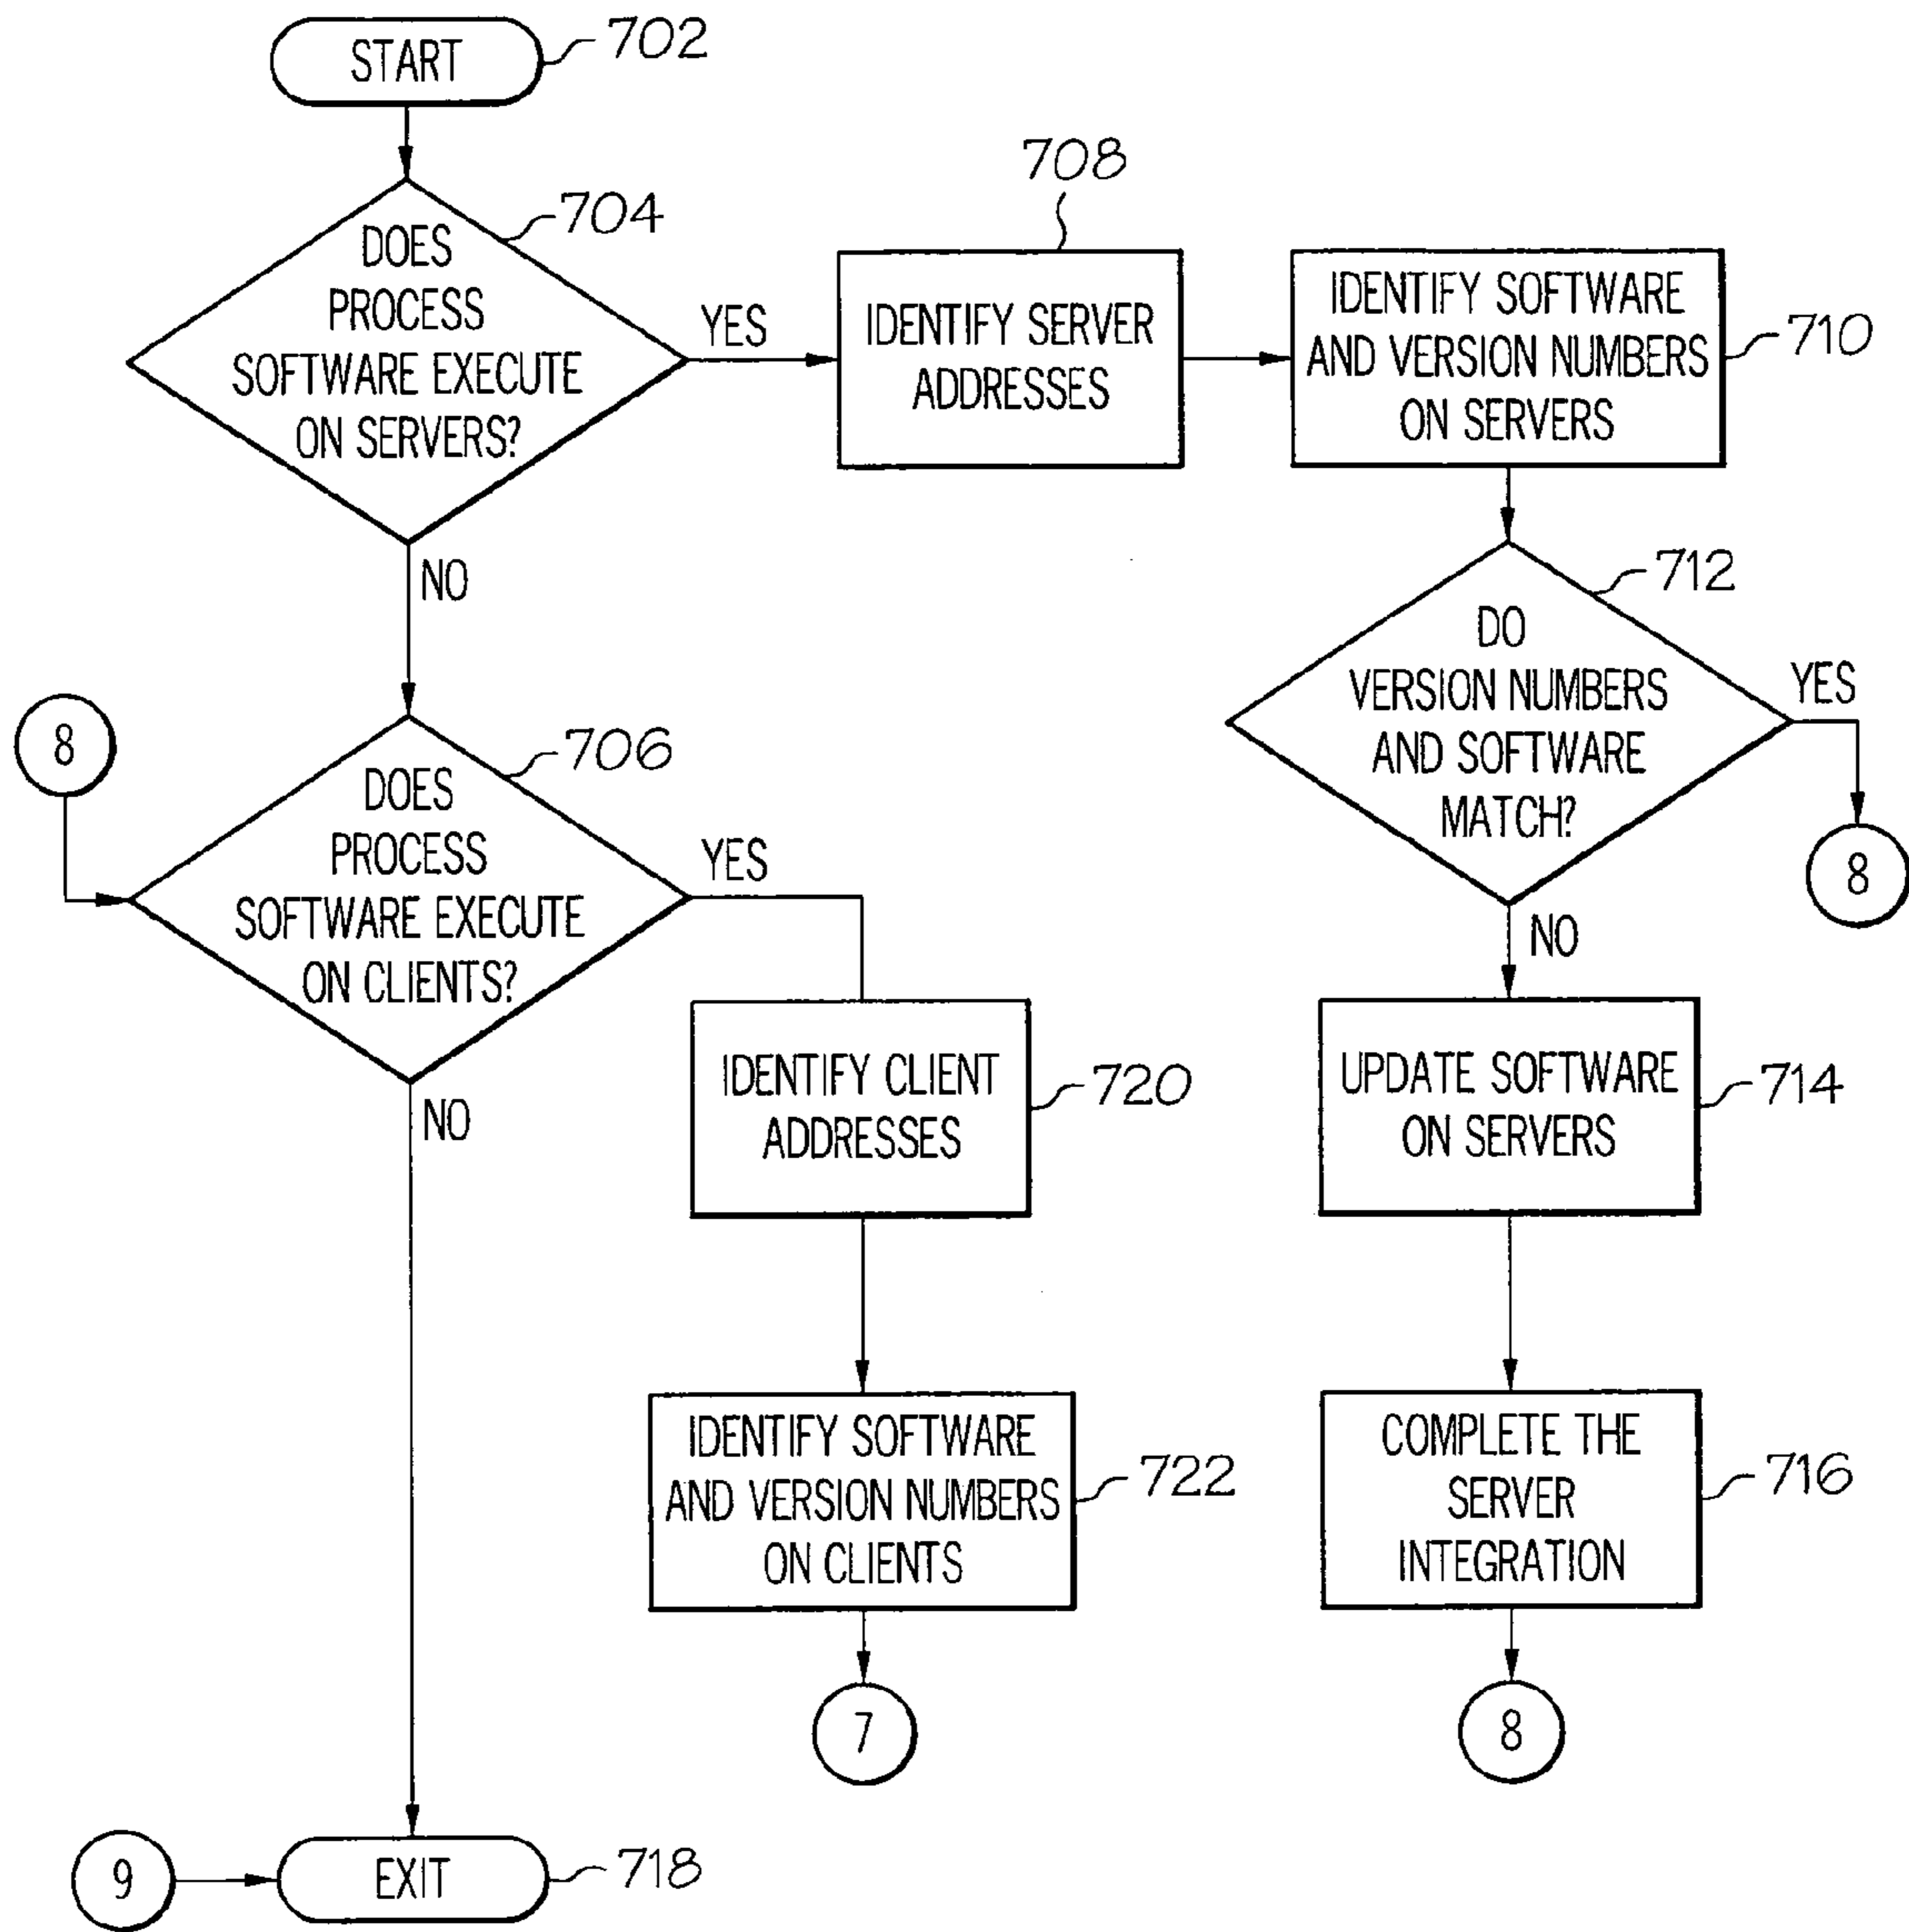 START
702
DOES
PROCESS
SOFTWARE EXECUTE
ON SERVERS?
704
YES
NO
708
IDENTIFY SERVER
ADDRESSES
IDENTIFY SOFTWARE
AND VERSION NUMBERS
ON SERVERS
710
DO
VERSION NUMBERS
AND SOFTWARE
MATCH?
712
YES
8
NO
8
DOES
PROCESS
SOFTWARE EXECUTE
ON CLIENTS?
706
YES
NO
IDENTIFY CLIENT
ADDRESSES
720
UPDATE SOFTWARE
ON SERVERS
714
IDENTIFY SOFTWARE
AND VERSION NUMBERS
ON CLIENTS
722
COMPLETE THE
SERVER
INTEGRATION
716
7
8
9
EXIT
718